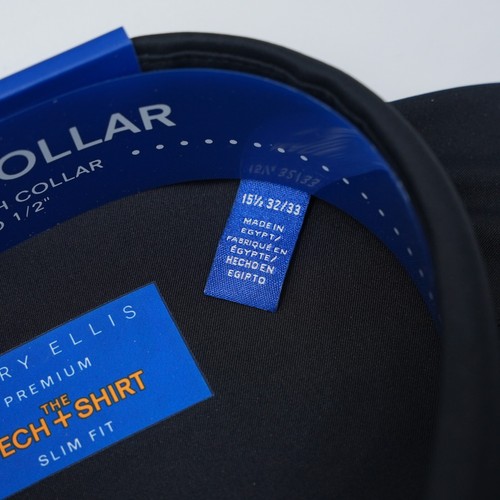 OLLAR
H COLLAR
O 1/2"
15½ 32/33
MADE IN
EGYPT/
FABRIQUÉ EN
ÉGYPTE/
HECHO EN
EGIPTO
RY ELLIS
PREMIUM
THE
ECH + SHIRT
SLIM FIT